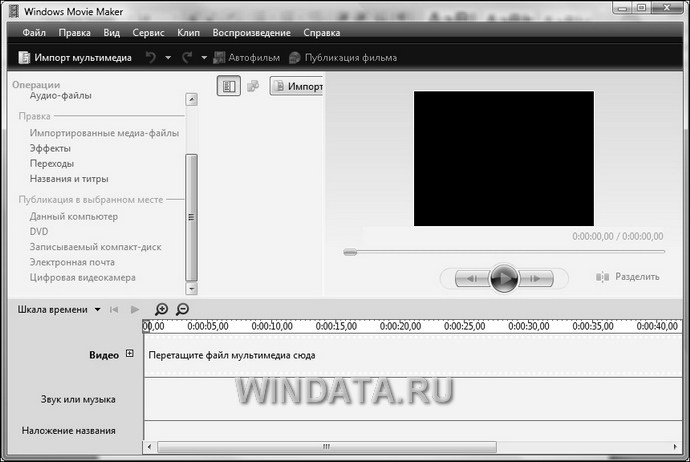 Windows Movie Maker
Файл Правка Вид Сервис Клип Воспроизведение Справка
Импорт мультимедиа Автофильм Публикация фильма
Операции
Аудио-файлы
Импорт
Правка
Импортированные медиа-файлы
Эффекты
Переходы
Названия и титры
Публикация в выбранном месте
Данный компьютер
DVD
Записываемый компакт-диск
Электронная почта
Цифровая видеокамера
0:00:00,00 / 0:00:00,00
Разделить
Шкала времени
00,00 0:00:05,00 0:00:10,00 0:00:15,00 0:00:20,00 0:00:25,00 0:00:30,00 0:00:35,00 0:00:40,00
Видео Перетащите файл мультимедиа сюда
WINDATA.RU
Звук или музыка
Наложение названия